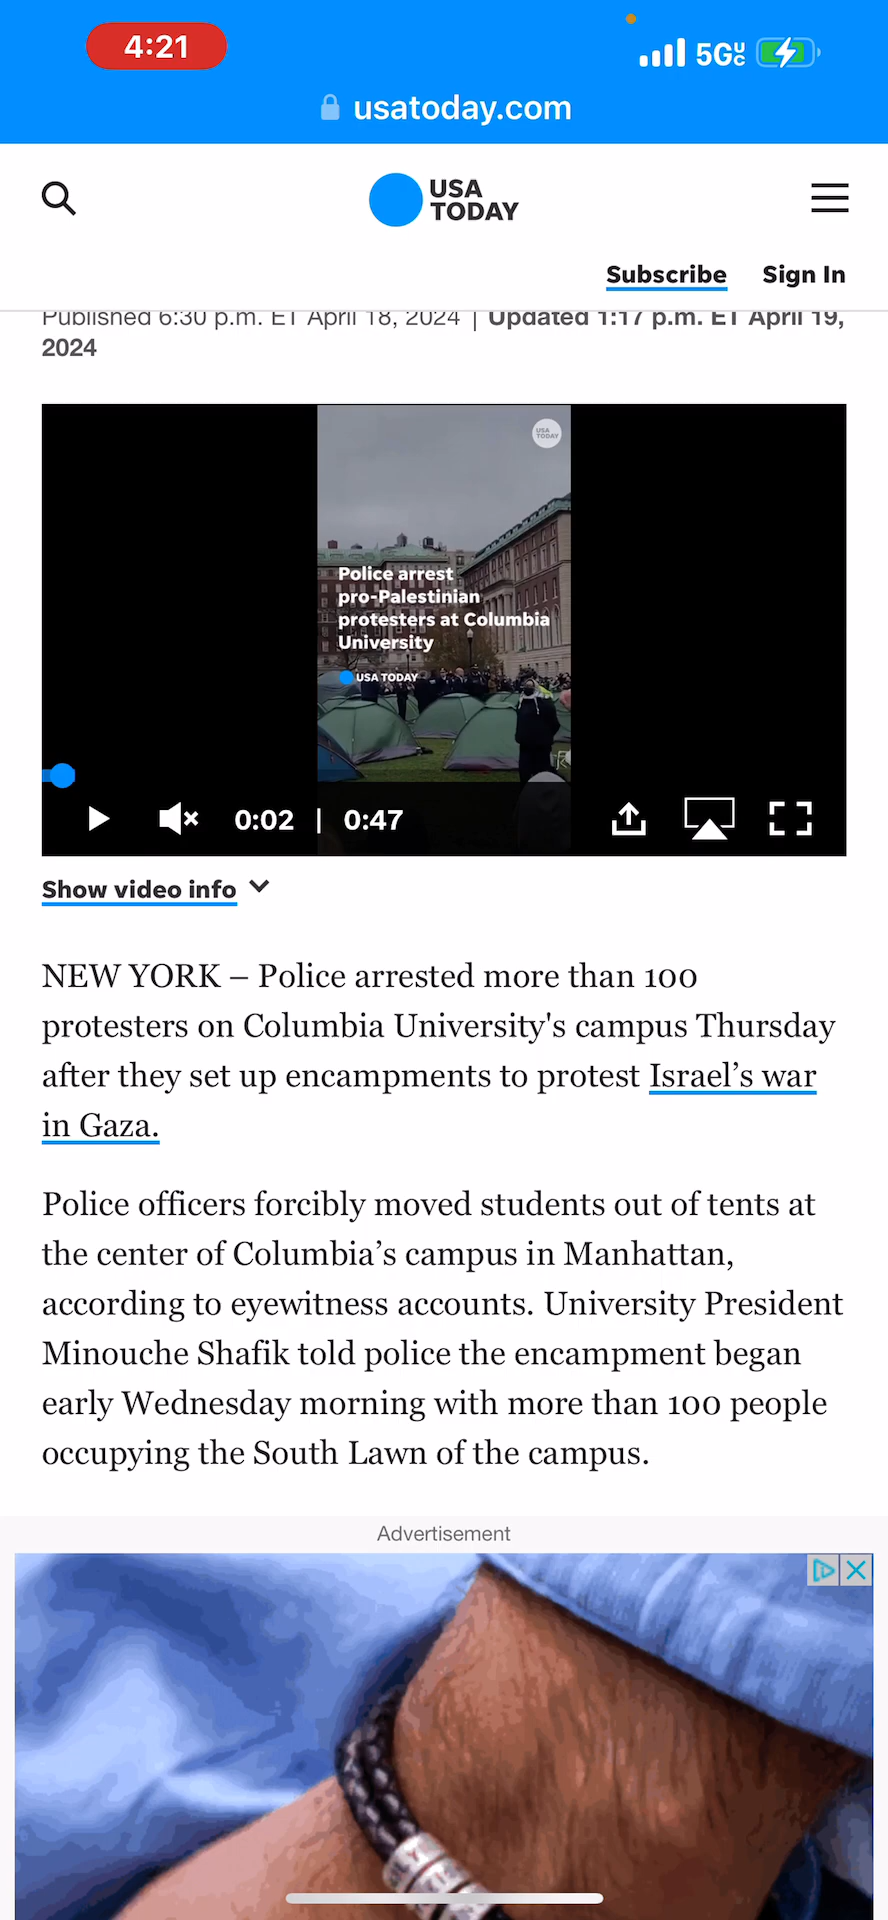 4:21
5G UC
usatoday.com
USA
TODAY
Subscribe Sign In
Published 6:30 p.m. ET April 18, 2024 | Updated 1:17 p.m. ET April 19,
2024
USA
TODAY
Police arrest
pro-Palestinian
protesters at Columbia
University
USA TODAY
0:02 | 0:47
Show video info
NEW YORK – Police arrested more than 100
protesters on Columbia University's campus Thursday
after they set up encampments to protest Israel’s war
in Gaza.
Police officers forcibly moved students out of tents at
the center of Columbia’s campus in Manhattan,
according to eyewitness accounts. University President
Minouche Shafik told police the encampment began
early Wednesday morning with more than 100 people
occupying the South Lawn of the campus.
Advertisement